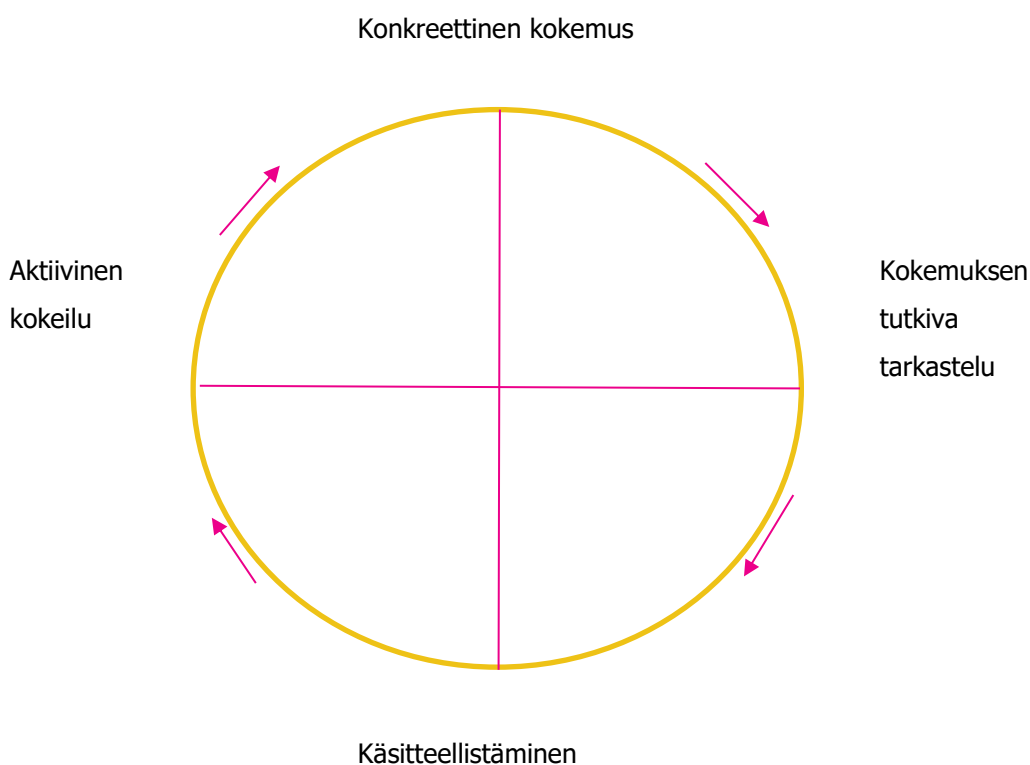 Konkreettinen kokemus
Aktiivinen
kokeilu
Kokemuksen
tutkiva
tarkastelu
Käsitteellistäminen